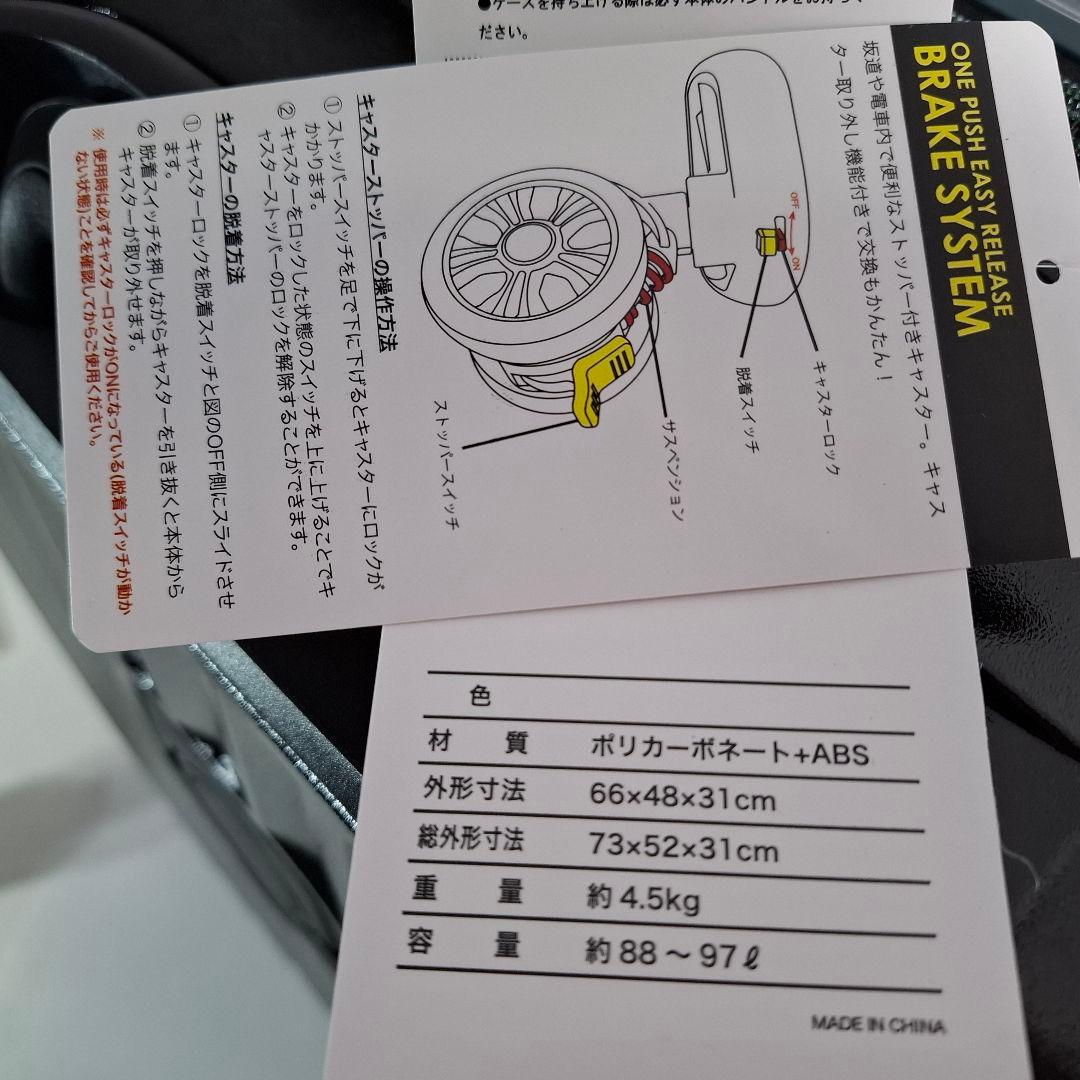 ●ケースを持ち上げる際は必ず本体のハンドルをお持ちく
ださい。
ONE PUSH EASY RELEASE
BRAKE SYSTEM
坂道や電車内で便利なストッパー付きキャスター。キャス
ター取り外し機能付きで交換もかんたん！
OFF
ON
キャスターロック
脱着スイッチ
サスペンション
ストッパースイッチ
キャスターストッパーの操作方法
① ストッパースイッチを足で下に下げるとキャスターにロックが
かかります。
② キャスターをロックした状態のスイッチを上に上げることでキ
ャスターストッパーのロックを解除することができます。
キャスターの脱着方法
① キャスターロックを脱着スイッチと図のOFF側にスライドさせ
ます。
② 脱着スイッチを押しながらキャスターを引き抜くと本体から
キャスターが取り外せます。
※ 使用時は必ずキャスターロックがONになっている(脱着スイッチが動か
ない状態)ことを確認してからご使用ください。
色
材 質 ポリカーボネート+ABS
外形寸法 66×48×31cm
総外形寸法 73×52×31cm
重 量 約 4.5kg
容 量 約 88 〜 97ℓ
MADE IN CHINA